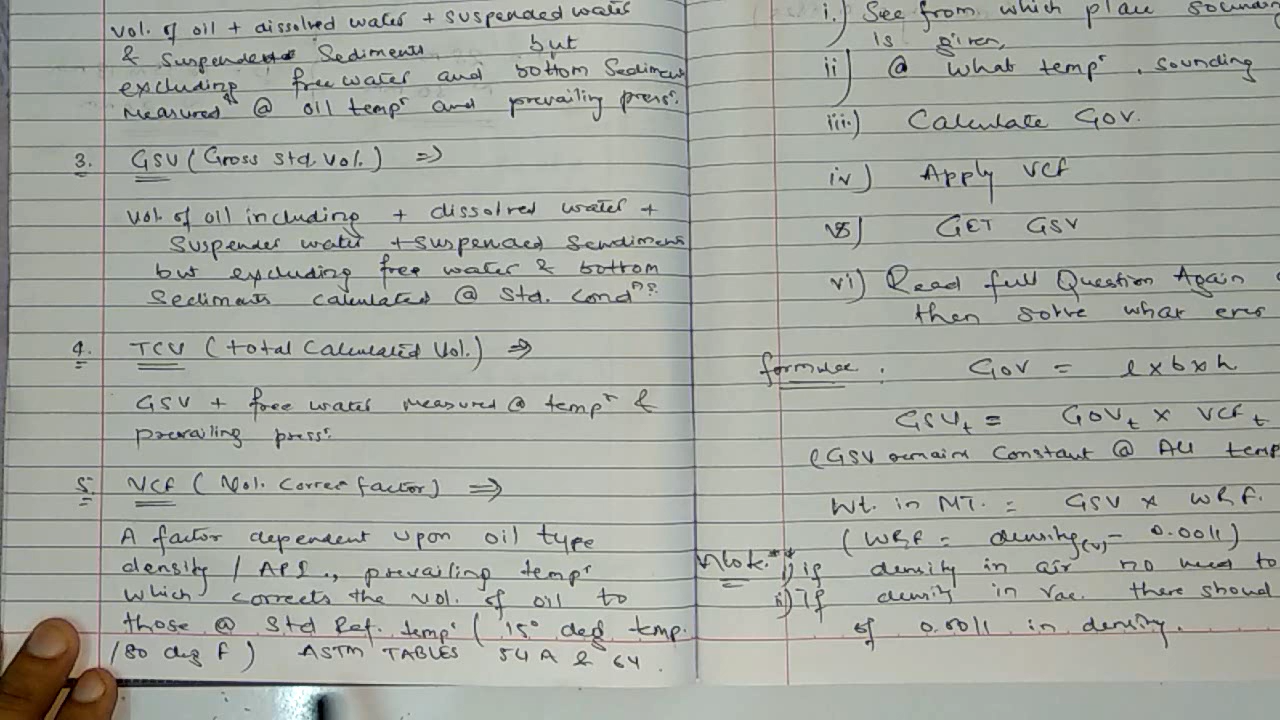 vol. of oil + dissolved water + suspended water
& suspended Sediments but
excluding free water and bottom Sediment
measured @ oil tempr and prevailing pressr.
3. GSV (Gross Std. Vol.) ⇒
Vol. of oil including + dissolved water +
Suspended water + suspended Sendiment
but excluding free water & bottom
Sediments calculated @ Std. condns.
4. TCV (total Calculated Vol.) ⇒
GSV + free water measured @ tempr &
prevailing pressr.
5. VCF (Vol. Correc factor) ⇒
A factor dependent upon oil type
density / API., prevailing tempr
which corrects the vol. of oil to
those @ Std Ref. tempr ( 15° deg temp.
/80 deg F) ASTM TABLES 54A & 64.
i.) See from which place sounding
is given,
ii) @ what tempr, sounding
iii.) Calculate GOV.
iv) Apply VCF
v) GET GSV
vi) Read full Question Again
then solve what ever
formulae. GOV = l x b x h
GSVt = GOVt x VCFt
(GSV remain Constant @ All temp
Wt. in MT. = GSV x WRF.
(WRF = density(v) - 0.0011)
Note:** i) if density in air no need to
ii) If density in vac. there should
of 0.0011 in density.